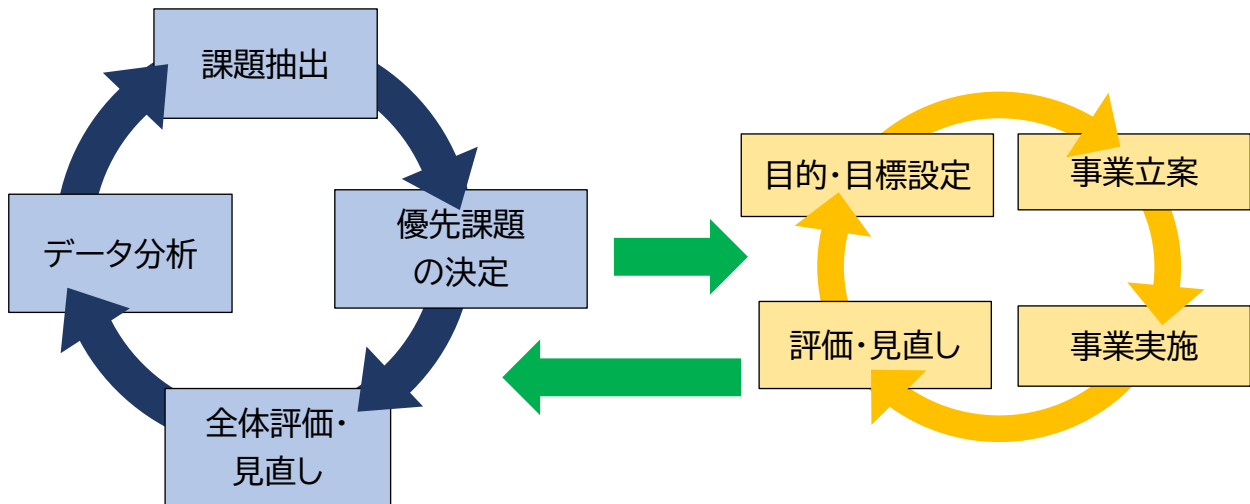 課題抽出
優先課題
の決定
データ分析
全体評価・
見直し
目的・目標設定
事業立案
評価・見直し
事業実施